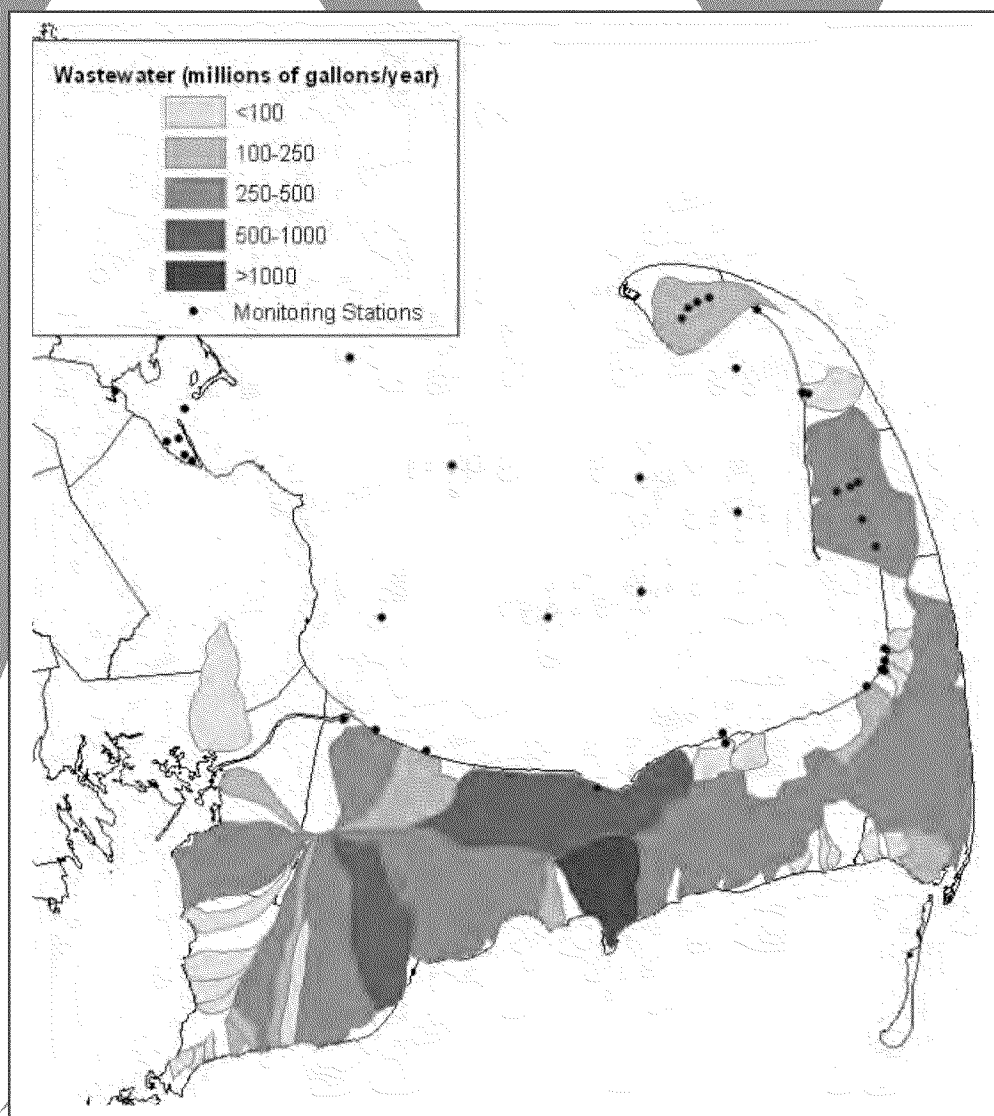 Wastewater (millions of gallons/year)
<100
100-250
250-500
500-1000
>1000
Monitoring Stations